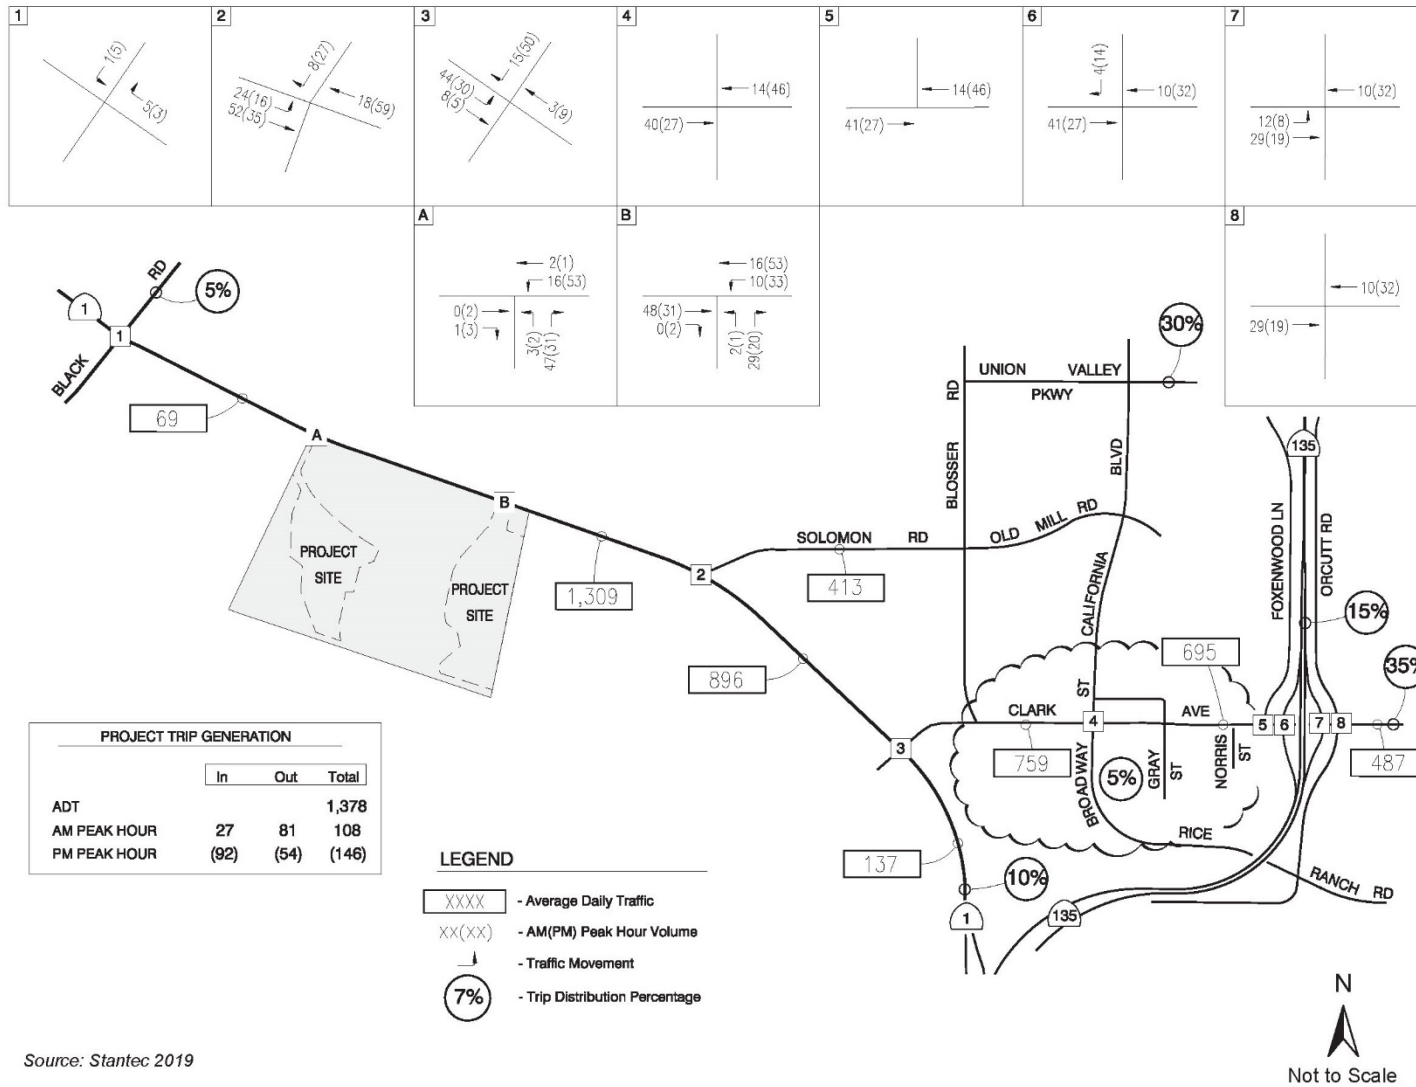 1
2
3
4
5
6
7
1(5)
5(3)
8(27)
24(16)
52(35)
18(59)
15(50)
44(30)
8(5)
3(9)
14(46)
40(27)
14(46)
41(27)
4(14)
10(32)
41(27)
10(32)
12(8)
29(19)
A
B
8
2(1)
16(53)
0(2)
1(3)
3(2)
47(31)
16(53)
10(33)
48(31)
0(2)
2(1)
29(20)
10(32)
29(19)
RD
5%
1
1
BLACK
69
A
B
PROJECT
SITE
PROJECT
SITE
1,309
2
SOLOMON RD OLD MILL RD
413
30%
UNION VALLEY
PKWY
BLOSSER RD
CALIFORNIA BLVD
135
FOXENWOOD LN
ORCUTT RD
15%
35%
695
896
3
CLARK AVE
ST
4
5
6
7
8
759
5%
BROADWAY
GRAY ST
NORRIS ST
487
RICE RANCH RD
137
10%
1
135
PROJECT TRIP GENERATION
In Out Total
ADT 1,378
AM PEAK HOUR 27 81 108
PM PEAK HOUR (92) (54) (146)
LEGEND
XXXX - Average Daily Traffic
XX(XX) - AM(PM) Peak Hour Volume
- Traffic Movement
7% - Trip Distribution Percentage
N
Not to Scale
Source: Stantec 2019